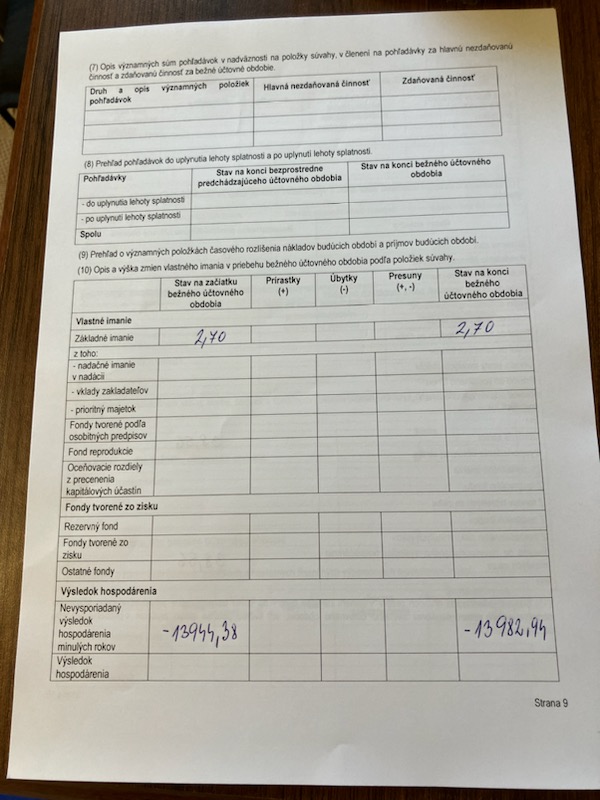 (7) Opis významných súm pohľadávok v nadväznosti na položky súvahy, v členení na pohľadávky za hlavnú nezdaňovanú
činnosť a zdaňovanú činnosť za bežné účtovné obdobie.
Druh a opis významných položiek pohľadávok Hlavná nezdaňovaná činnosť Zdaňovaná činnosť
(8) Prehľad pohľadávok do uplynutia lehoty splatnosti a po uplynutí lehoty splatnosti.
Pohľadávky Stav na konci bezprostredne predchádzajúceho účtovného obdobia Stav na konci bežného účtovného obdobia
- do uplynutia lehoty splatnosti
- po uplynutí lehoty splatnosti
Spolu
(9) Prehľad o významných položkách časového rozlíšenia nákladov budúcich období a príjmov budúcich období.
(10) Opis a výška zmien vlastného imania v priebehu bežného účtovného obdobia podľa položiek súvahy.
Stav na začiatku bežného účtovného obdobia Prírastky (+) Úbytky (-) Presuny (+, -) Stav na konci bežného účtovného obdobia
Vlastné imanie
Základné imanie 2,70 2,70
z toho:
- nadačné imanie
v nadácii
- vklady zakladateľov
- prioritný majetok
Fondy tvorené podľa
osobitných predpisov
Fond reprodukcie
Oceňovacie rozdiely
z precenenia
kapitálových účastín
Fondy tvorené zo zisku
Rezervný fond
Fondy tvorené zo
zisku
Ostatné fondy
Výsledok hospodárenia
Nevysporiadaný
výsledok
hospodárenia
minulých rokov -13944,38 -13982,94
Výsledok
hospodárenia
Strana 9